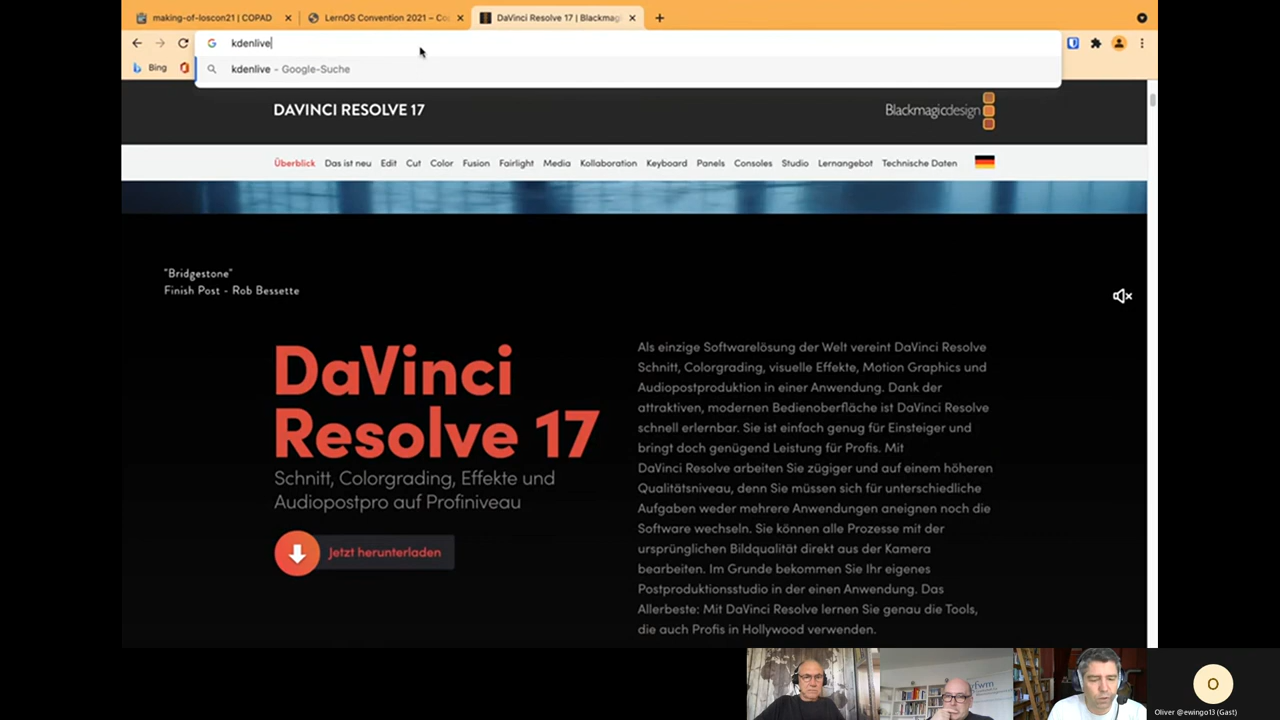 making-of-loscon21 | COPAD
LernOS Convention 2021 – Co
DaVinci Resolve 17 | Blackmag
kdenlive
Bing
kdenlive – Google-Suche
DAVINCI RESOLVE 17
Blackmagicdesign
Überblick Das ist neu Edit Cut Color Fusion Fairlight Media Kollaboration Keyboard Panels Consoles Studio Lernangebot Technische Daten
"Bridgestone"
Finish Post - Rob Bessette
DaVinci
Resolve 17
Schnitt, Colorgrading, Effekte und
Audiopostpro auf Profiniveau
Jetzt herunterladen
Als einzige Softwarelösung der Welt vereint DaVinci Resolve
Schnitt, Colorgrading, visuelle Effekte, Motion Graphics und
Audiopostproduktion in einer Anwendung. Dank der
attraktiven, modernen Bedienoberfläche ist DaVinci Resolve
schnell erlernbar. Sie ist einfach genug für Einsteiger und
bringt doch genügend Leistung für Profis. Mit
DaVinci Resolve arbeiten Sie zügiger und auf einem höheren
Qualitätsniveau, denn Sie müssen sich für unterschiedliche
Aufgaben weder mehrere Anwendungen aneignen noch die
Software wechseln. Sie können alle Prozesse mit der
ursprünglichen Bildqualität direkt aus der Kamera
bearbeiten. Im Grunde bekommen Sie Ihr eigenes
Postproduktionsstudio in der einen Anwendung. Das
Allerbeste: Mit DaVinci Resolve lernen Sie genau die Tools,
die auch Profis in Hollywood verwenden.
O
Oliver @ewingo13 (Gast)